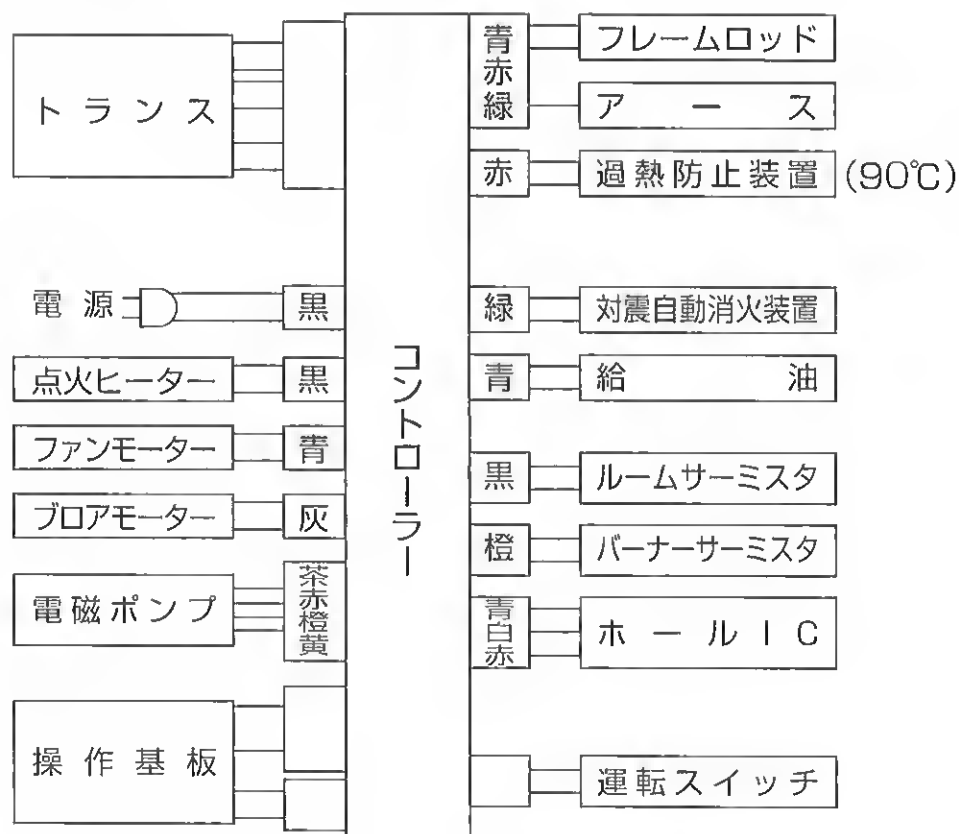 トランス
電源
黒
点火ヒーター
黒
ファンモーター
青
ブロアモーター
灰
電磁ポンプ
茶
赤
橙
黄
操作基板
コントローラー
青
赤
緑
フレームロッド
アース
赤
過熱防止装置 (90℃)
緑
対震自動消火装置
青
給油
黒
ルームサーミスタ
橙
バーナーサーミスタ
青
白
赤
ホールIC
運転スイッチ